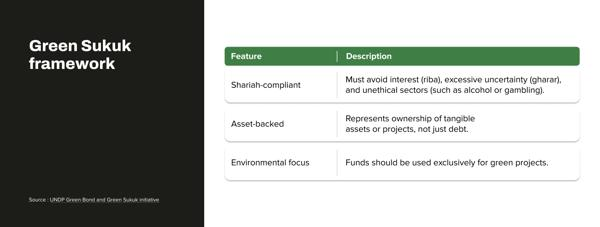 Green Sukuk
framework
Feature
Description
Shariah-compliant
Must avoid interest (riba), excessive uncertainty (gharar),
and unethical sectors (such as alcohol or gambling).
Asset-backed
Represents ownership of tangible
assets or projects, not just debt.
Environmental focus
Funds should be used exclusively for green projects.
Source : UNDP Green Bond and Green Sukuk initiative